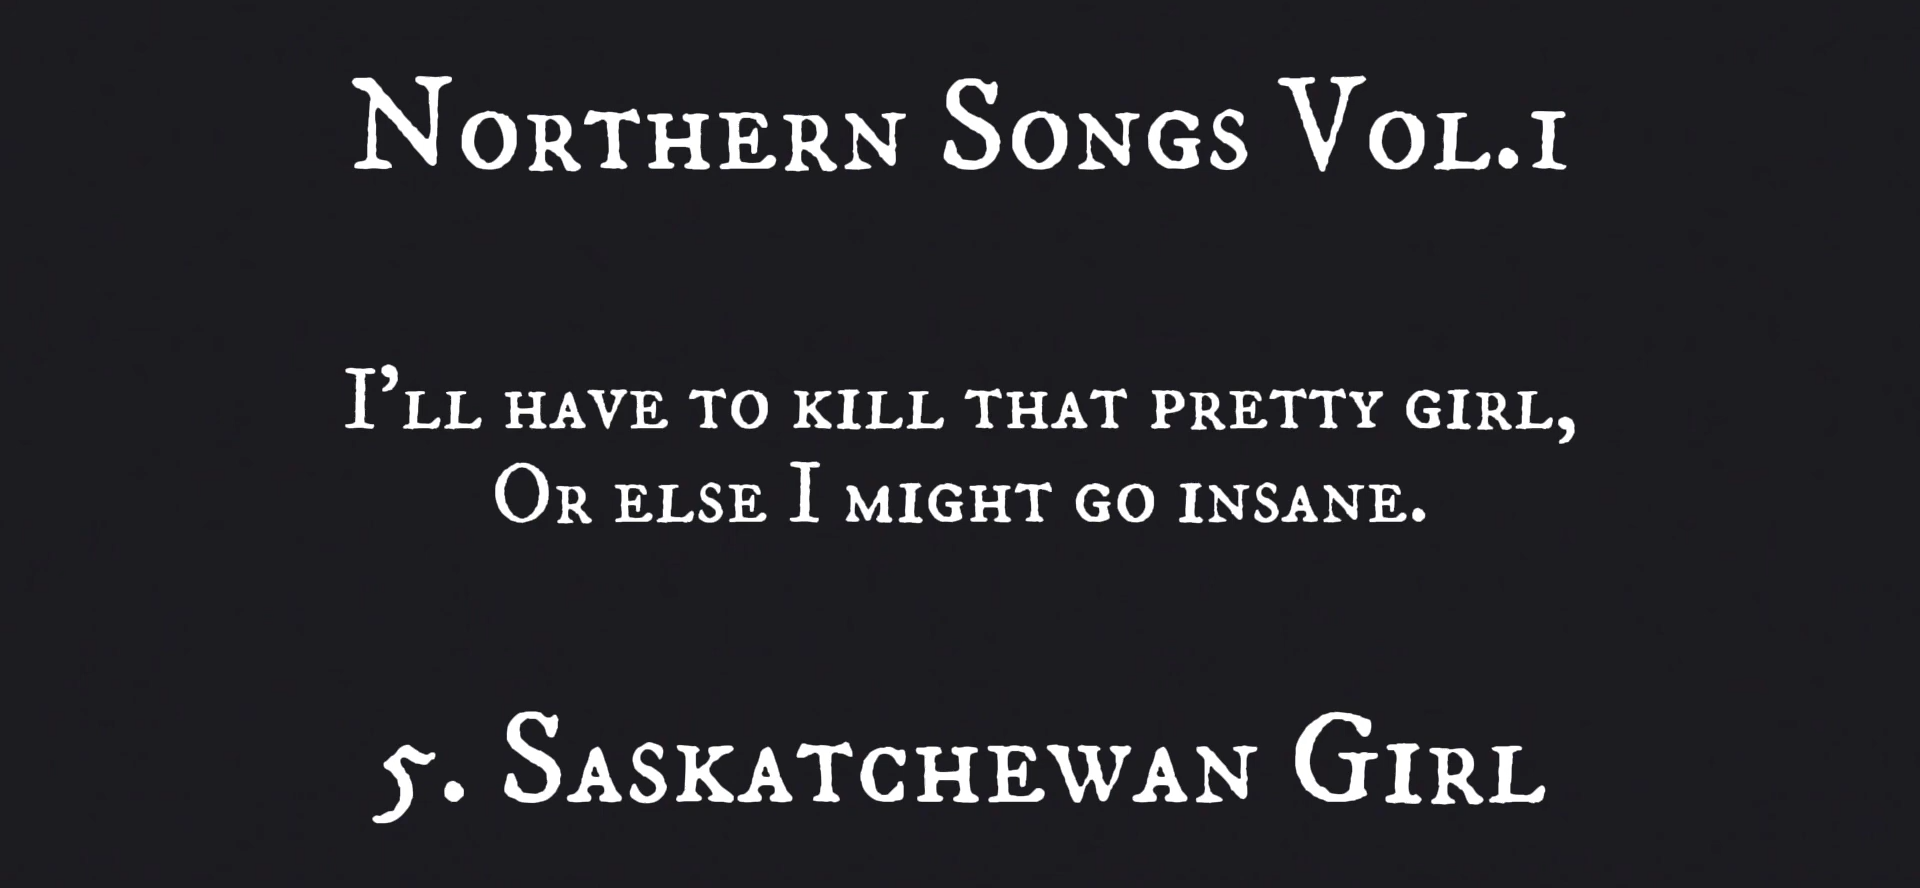 Northern Songs Vol.1
I’ll have to kill that pretty girl,
Or else I might go insane.
5. Saskatchewan Girl